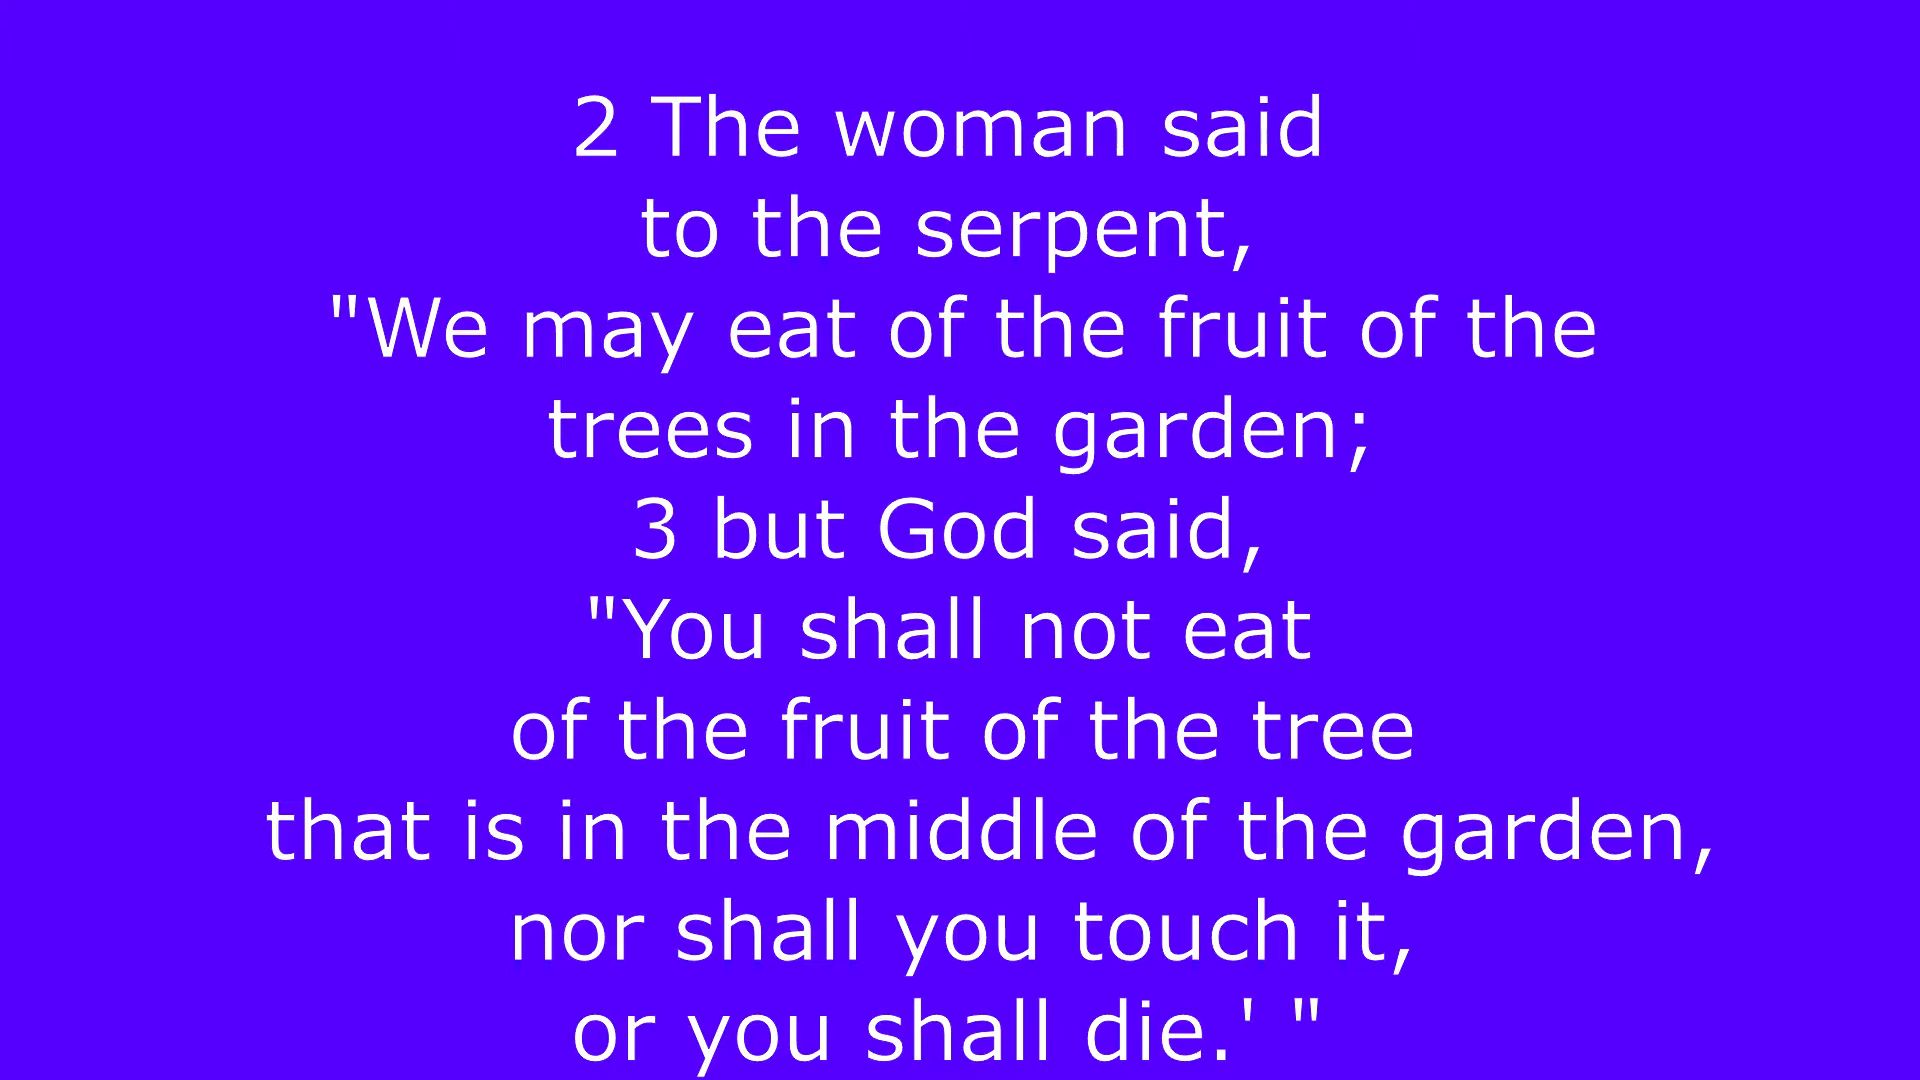 2 The woman said
to the serpent,
"We may eat of the fruit of the
trees in the garden;
3 but God said,
"You shall not eat
of the fruit of the tree
that is in the middle of the garden,
nor shall you touch it,
or you shall die.' "